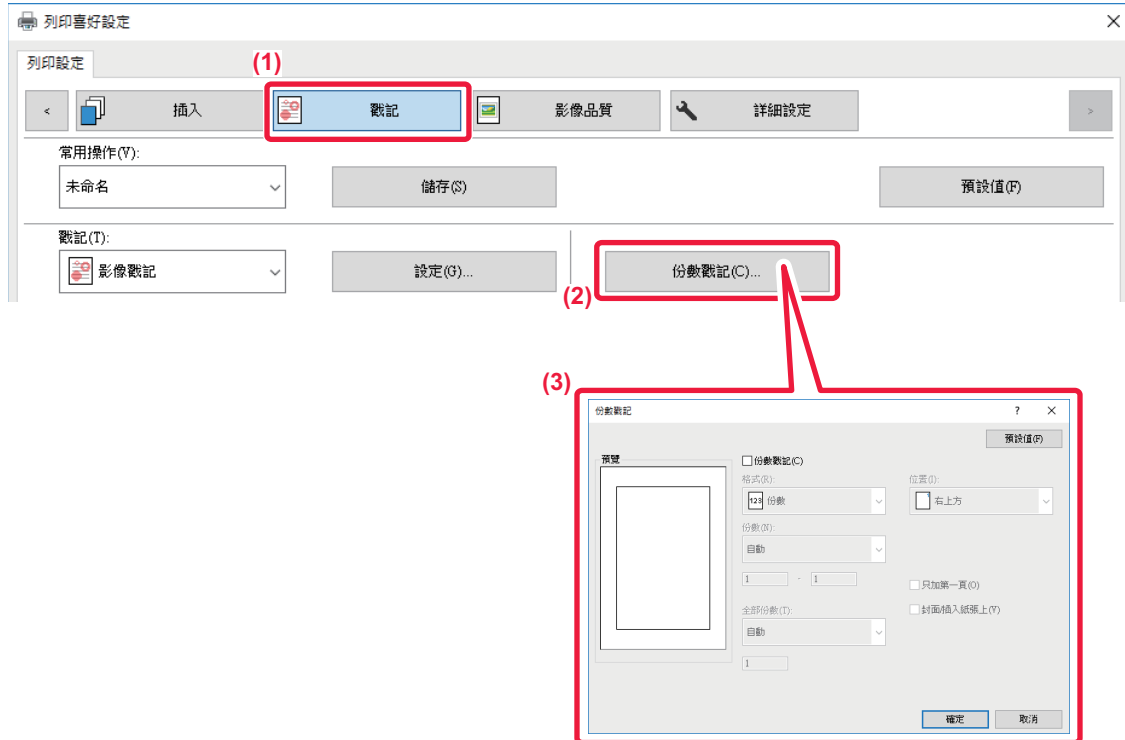 列印喜好設定
列印設定
(1)
插入
戳記
影像品質
詳細設定
常用操作(V):
未命名
儲存(S)
預設值(F)
戳記(T):
影像戳記
設定(G)...
份數戳記(C)...
(2)
(3)
份數戳記
預設值(F)
預覽
份數戳記(C)
格式(R):
位置(I):
123 份數
右上方
份數(N):
自動
1 - 1
只加第一頁(O)
封面/插入紙張上(V)
全部份數(T):
自動
1
確定
取消